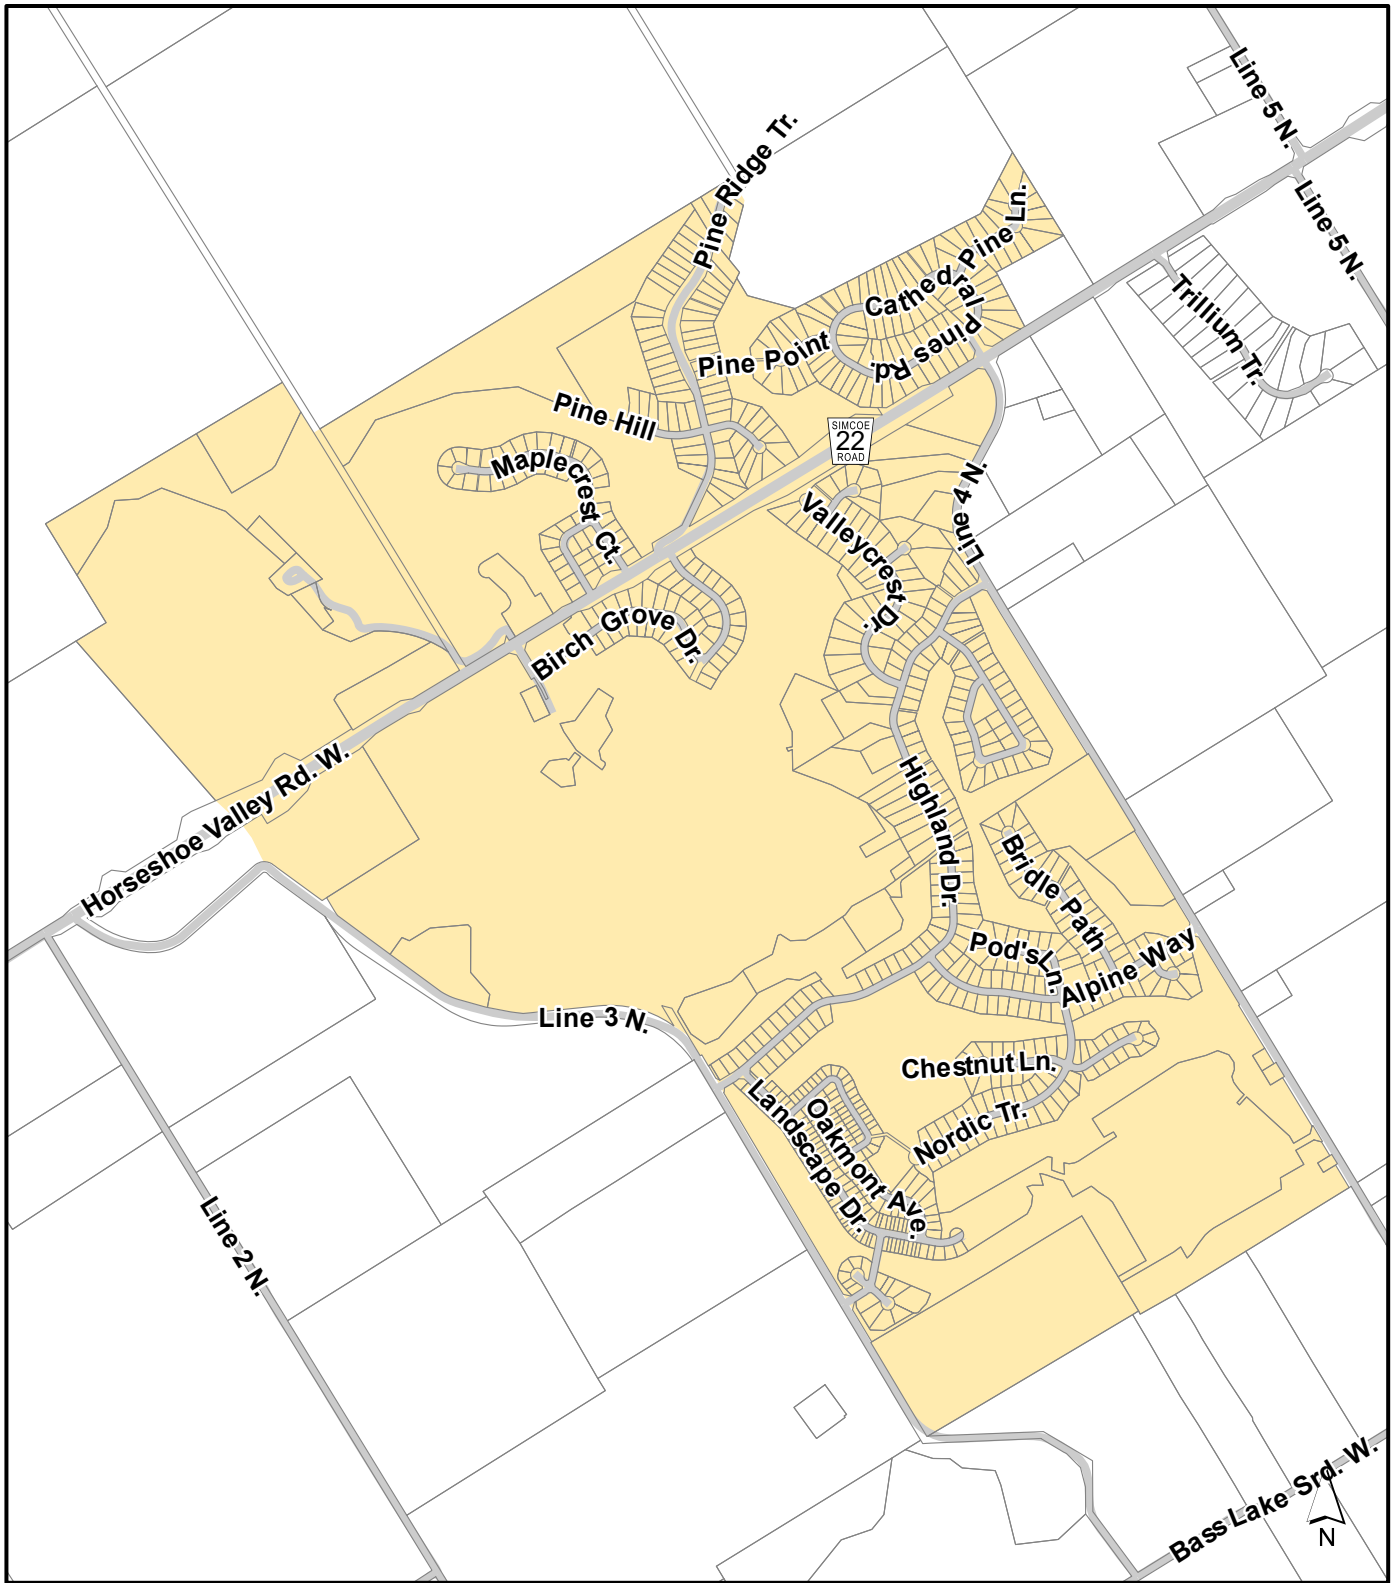 Line 5 N.
Pine Ridge Tr.
Line 5 N.
Cathedral Pine Ln.
Trillium Tr.
Pine Point
Cathedral Pines Rd.
Pine Hill
SIMCOE
22
ROAD
Maplecrest Ct.
Line 4 N.
Valleycrest Dr.
Birch Grove Dr.
Horseshoe Valley Rd. W.
Highland Dr.
Bridle Path
Pod's Ln.
Alpine Way
Line 3 N.
Chestnut Ln.
Nordic Tr.
Landscape Dr.
Oakmont Ave.
Line 2 N.
Bass Lake Srd. W.
N